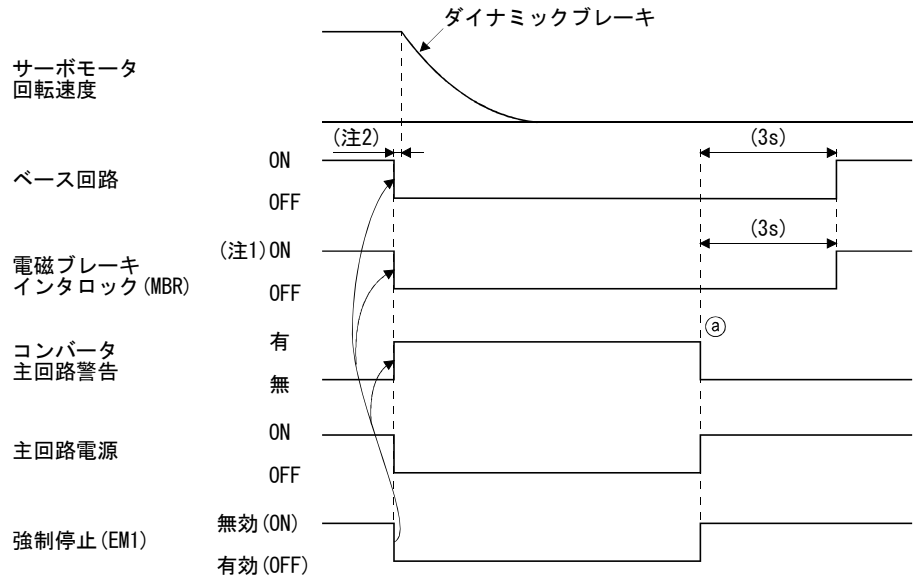 ダイナミックブレーキ
サーボモータ
回転速度
(注2)
(3s)
ベース回路
ON
OFF
(3s)
(注1) ON
電磁ブレーキ
インタロック(MBR)
OFF
ⓐ
コンバータ
主回路警告
有
無
主回路電源
ON
OFF
強制停止(EM1)
無効(ON)
有効(OFF)